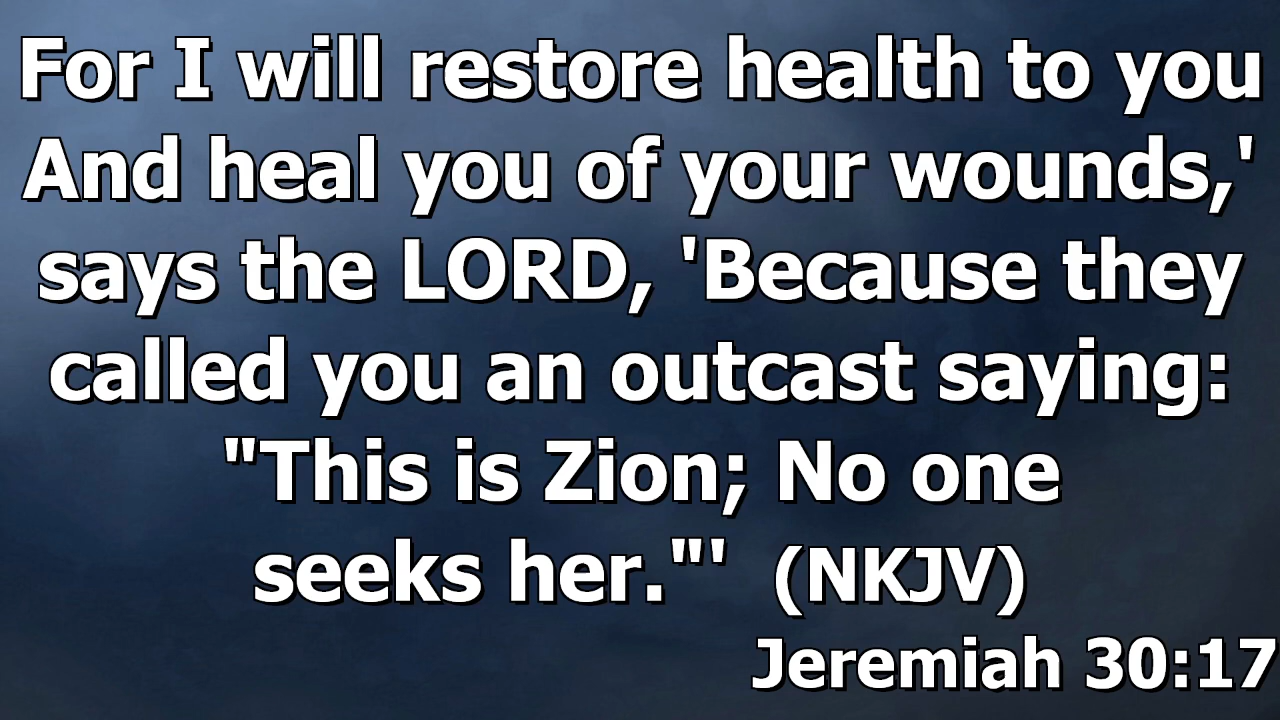 For I will restore health to you
And heal you of your wounds,'
says the LORD, 'Because they
called you an outcast saying:
"This is Zion; No one
seeks her."' (NKJV)
Jeremiah 30:17